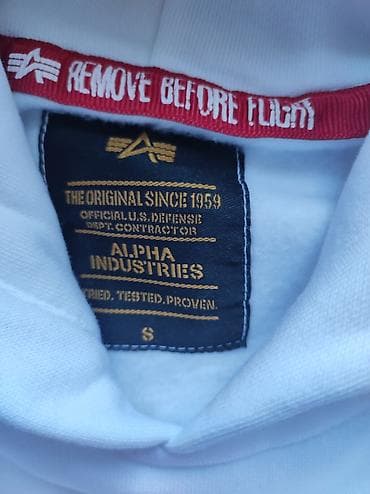 REMOVE BEFORE FLIGHT
THE ORIGINAL SINCE 1959
OFFICIAL U.S. DEFENSE
DEPT. CONTRACTOR
ALPHA
INDUSTRIES
TRIED. TESTED. PROVEN.
S